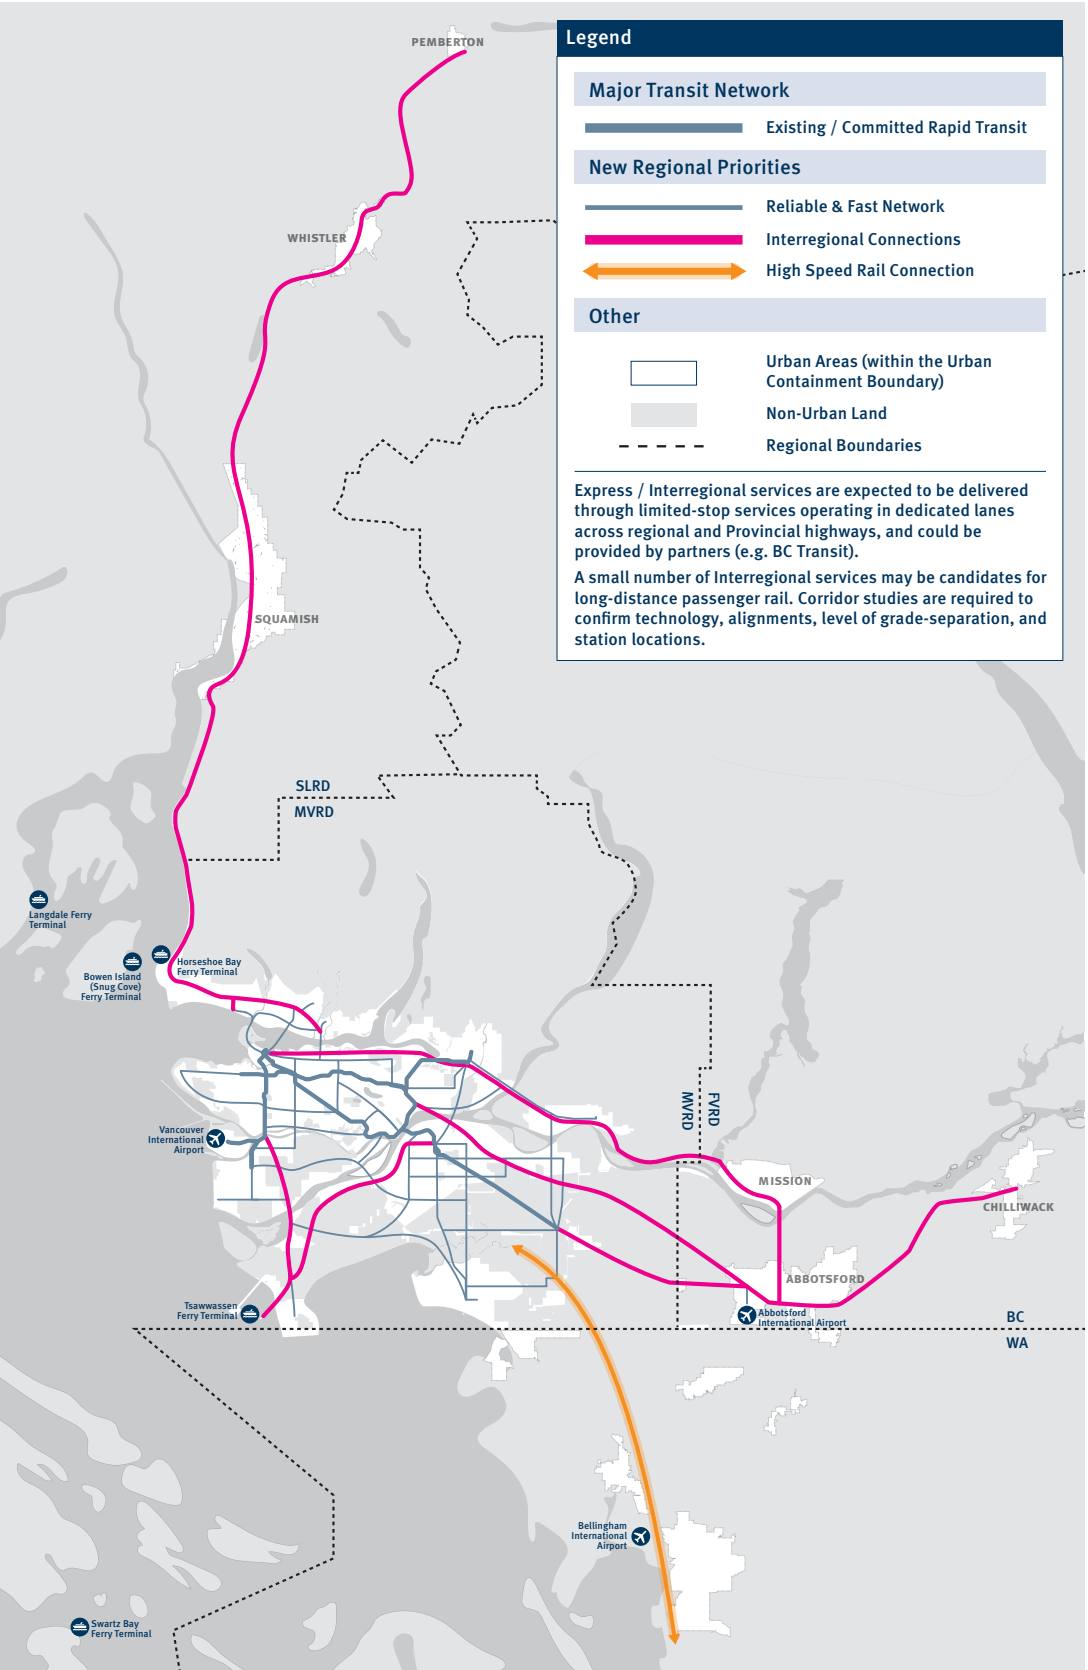 PEMBERTON
WHISTLER
SQUAMISH
Legend
Major Transit Network
Existing / Committed Rapid Transit
New Regional Priorities
Reliable & Fast Network
Interregional Connections
High Speed Rail Connection
Other
Urban Areas (within the Urban
Containment Boundary)
Non-Urban Land
Regional Boundaries
Express / Interregional services are expected to be delivered
through limited-stop services operating in dedicated lanes
across regional and Provincial highways, and could be
provided by partners (e.g. BC Transit).
A small number of Interregional services may be candidates for
long-distance passenger rail. Corridor studies are required to
confirm technology, alignments, level of grade-separation, and
station locations.
SLRD
MVRD
Langdale Ferry
Terminal
Bowen Island
(Snug Cove)
Ferry Terminal
Horseshoe Bay
Ferry Terminal
FVRD
MVRD
Vancouver
International
Airport
MISSION
CHILLIWACK
ABBOTSFORD
Abbotsford
International Airport
Tsawwassen
Ferry Terminal
BC
WA
Bellingham
International
Airport
Swartz Bay
Ferry Terminal